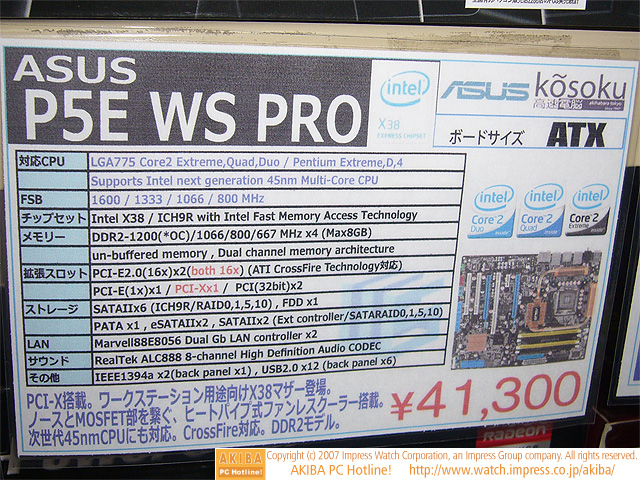 ASUS
P5E WS PRO
intel
X38
EXPRESS CHIPSET
ASUS
kōsoku
高速電脳
akihabara tokyo
ボードサイズ ATX
対応CPU LGA775 Core2 Extreme,Quad,Duo / Pentium Extreme,D,4
Supports Intel next generation 45nm Multi-Core CPU
FSB 1600 / 1333 / 1066 / 800 MHz
チップセット Intel X38 / ICH9R with Intel Fast Memory Access Technology
メモリー DDR2-1200(*OC)/1066/800/667 MHz x4 (Max8GB)
un-buffered memory , Dual channel memory architecture
拡張スロット PCI-E2.0(16x)x2(both 16x) (ATI CrossFire Technology対応)
PCI-E(1x)x1 / PCI-Xx1 / PCI(32bit)x2
ストレージ SATAIIx6 (ICH9R/RAID0,1,5,10) , FDD x1
PATA x1 , eSATAIIx2 , SATAIIx2 (Ext controller/SATARAID0,1,5,10)
LAN Marvell88E8056 Dual Gb LAN controller x2
サウンド RealTek ALC888 8-channel High Definition Audio CODEC
その他 IEEE1394a x2(back panel x1) , USB2.0 x12 (back panel x6)
intel intel intel
Core 2 Duo inside
Core 2 Quad inside
Core 2 Extreme inside
PCI-X搭載。ワークステーション用途向けX38マザー登場。
ノースとMOSFET部を繋ぐ、ヒートパイプ式ファンレスクーラー搭載。
次世代45nmCPUにも対応。CrossFire対応。DDR2モデル。
¥41,300
RADEON
AKIBA
PC Hotline!
Copyright (c) 2007 Impress Watch Corporation, an Impress Group company. All rights reserved.
AKIBA PC Hotline! http://www.watch.impress.co.jp/akiba/